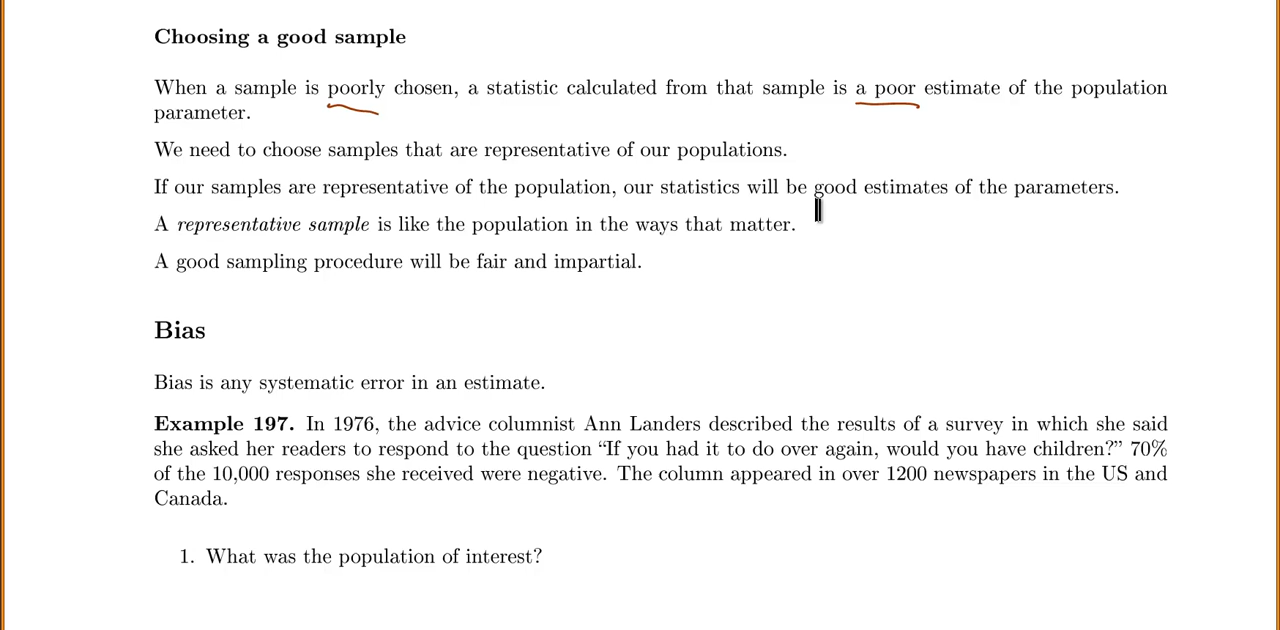 Choosing a good sample
When a sample is poorly chosen, a statistic calculated from that sample is a poor estimate of the population
parameter.
We need to choose samples that are representative of our populations.
If our samples are representative of the population, our statistics will be good estimates of the parameters.
A representative sample is like the population in the ways that matter.
A good sampling procedure will be fair and impartial.
Bias
Bias is any systematic error in an estimate.
Example 197. In 1976, the advice columnist Ann Landers described the results of a survey in which she said
she asked her readers to respond to the question “If you had it to do over again, would you have children?” 70%
of the 10,000 responses she received were negative. The column appeared in over 1200 newspapers in the US and
Canada.
1. What was the population of interest?